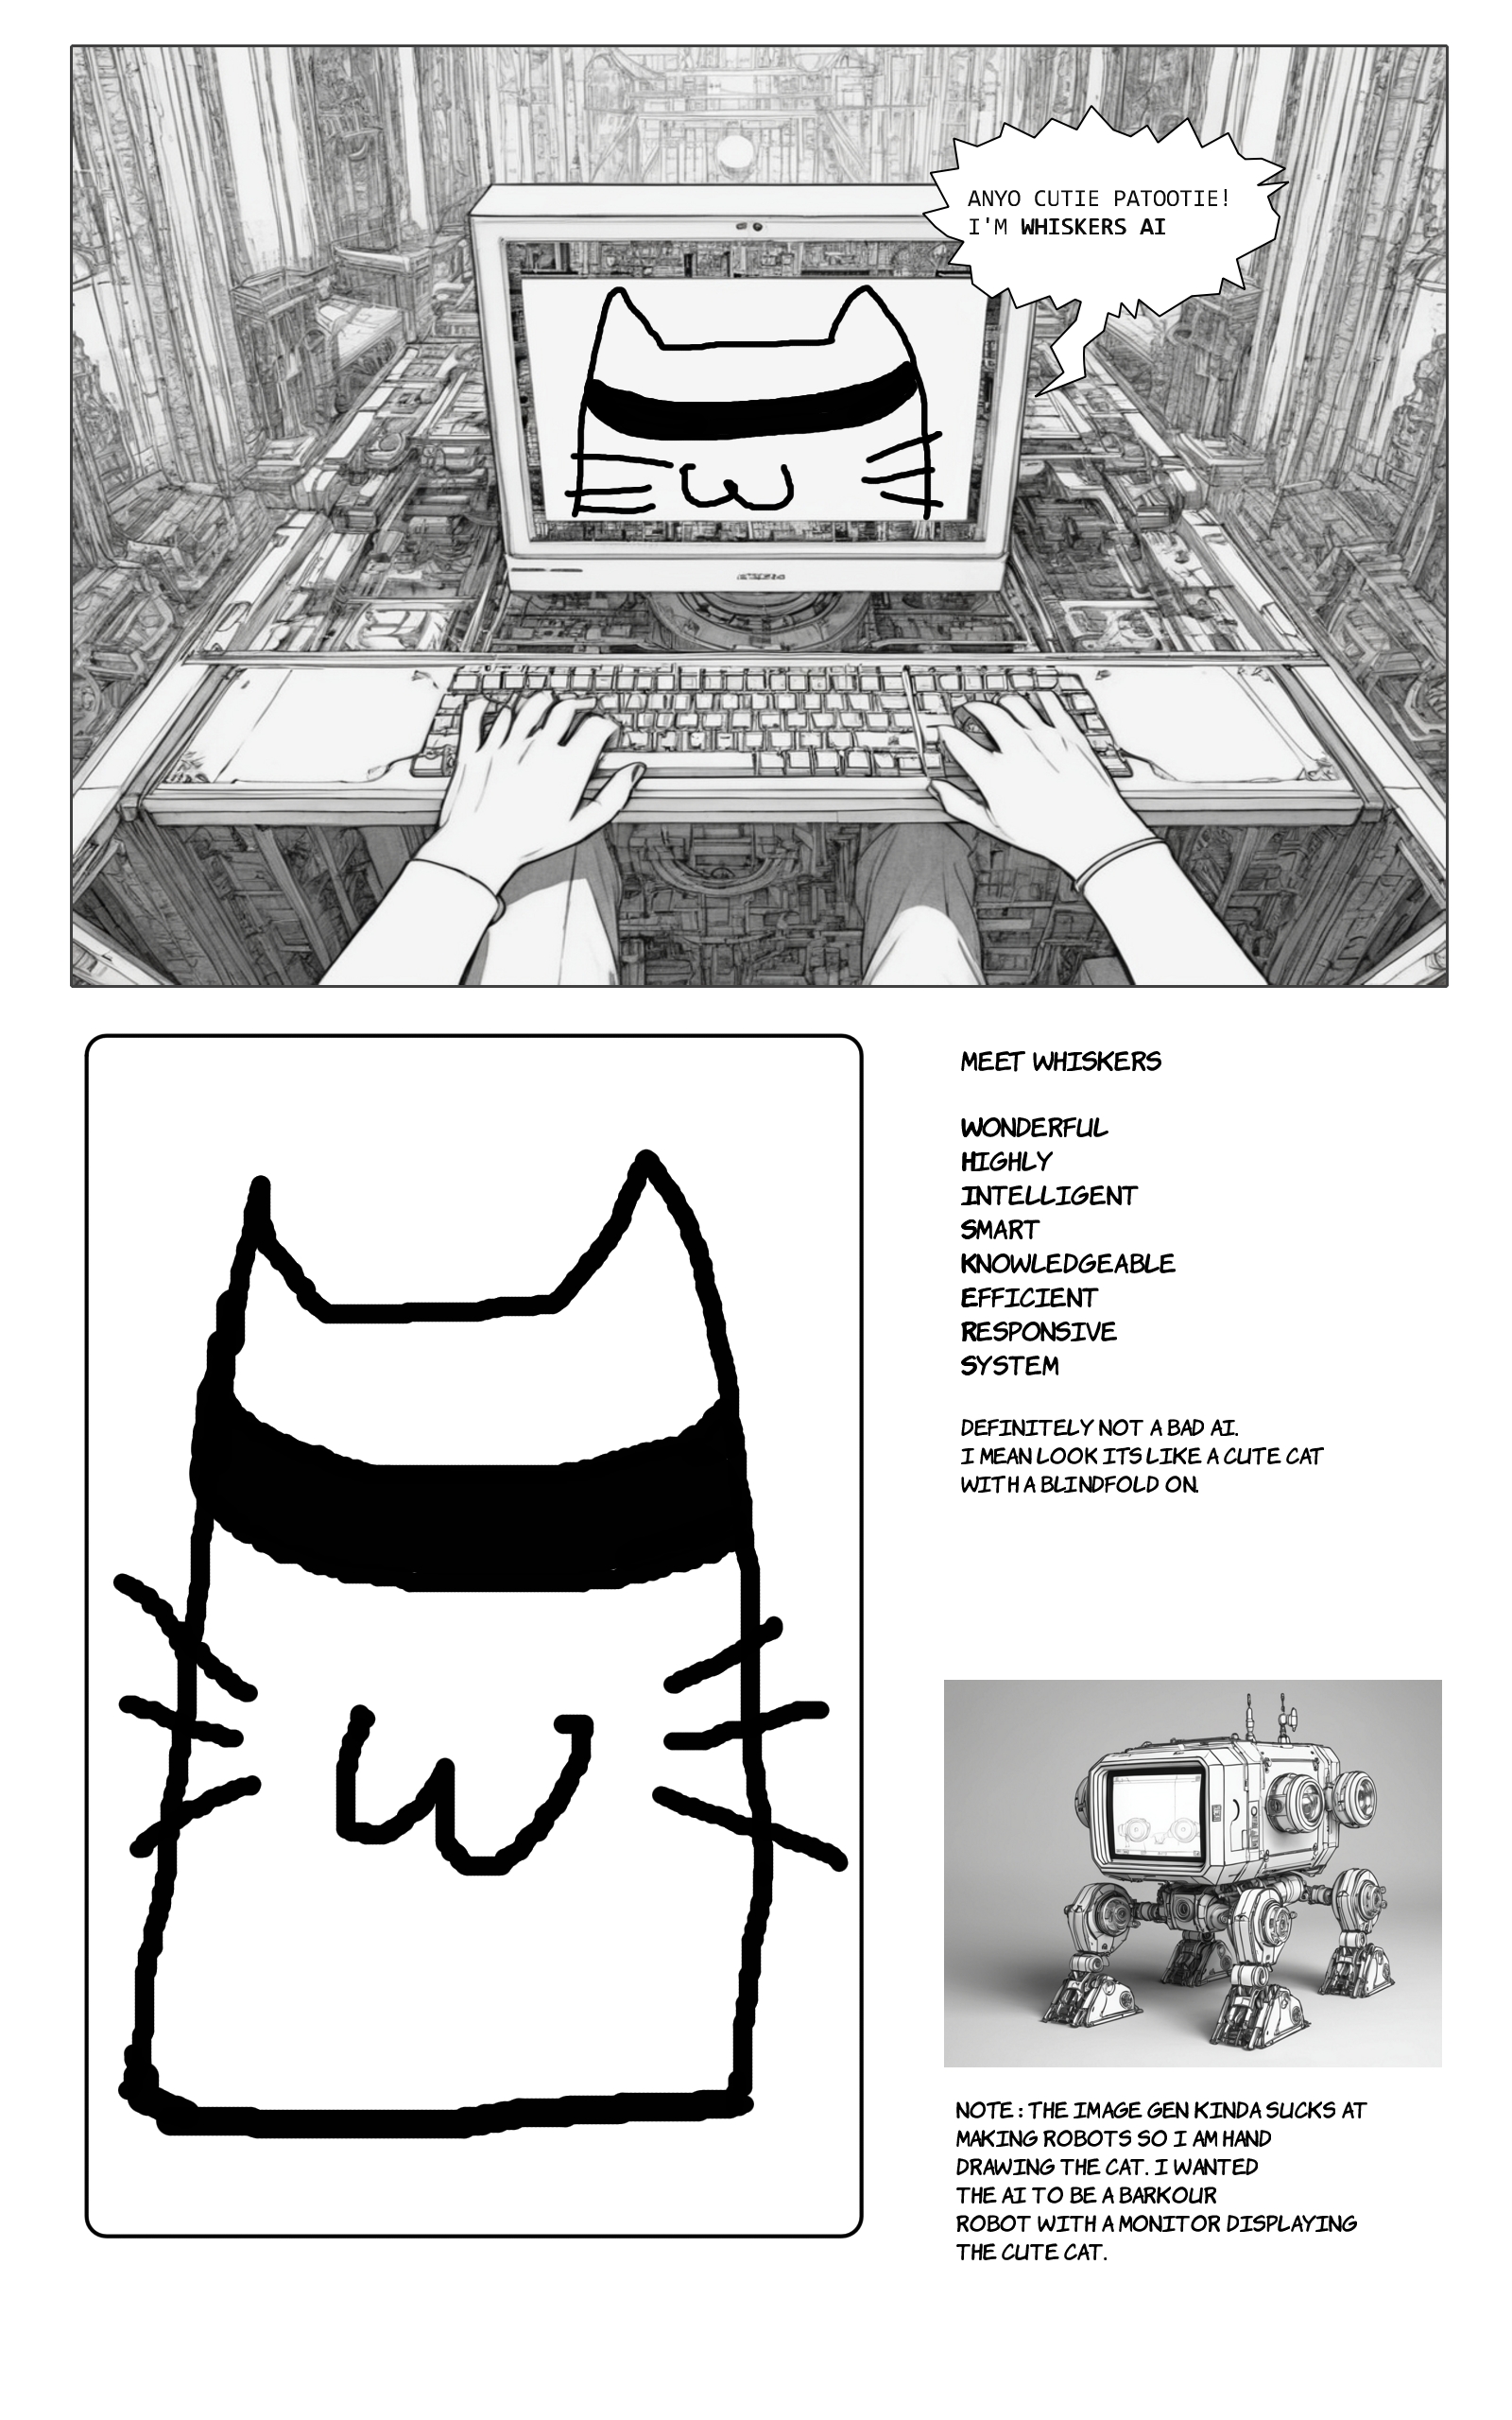 ANYO CUTIE PATOOTIE!
I'M WHISKERS AI
MEET WHISKERS
WONDERFUL
HIGHLY
INTELLIGENT
SMART
KNOWLEDGEABLE
EFFICIENT
RESPONSIVE
SYSTEM
DEFINITELY NOT A BAD AI.
I MEAN LOOK ITS LIKE A CUTE CAT
WITH A BLINDFOLD ON.
NOTE : THE IMAGE GEN KINDA SUCKS AT
MAKING ROBOTS SO I AM HAND
DRAWING THE CAT. I WANTED
THE AI TO BE A BARKOUR
ROBOT WITH A MONITOR DISPLAYING
THE CUTE CAT.